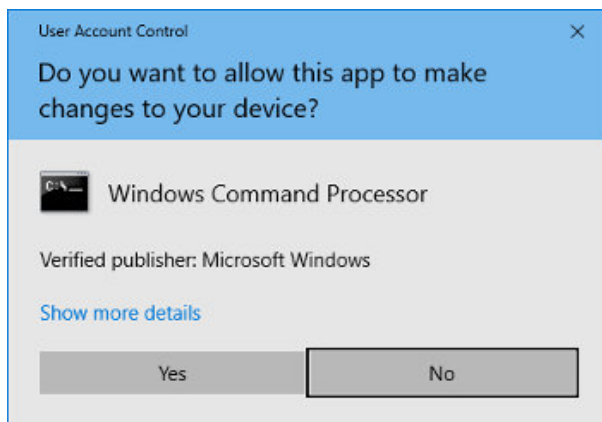 User Account Control
Do you want to allow this app to make
changes to your device?
C:\_
Windows Command Processor
Verified publisher: Microsoft Windows
Show more details
Yes
No